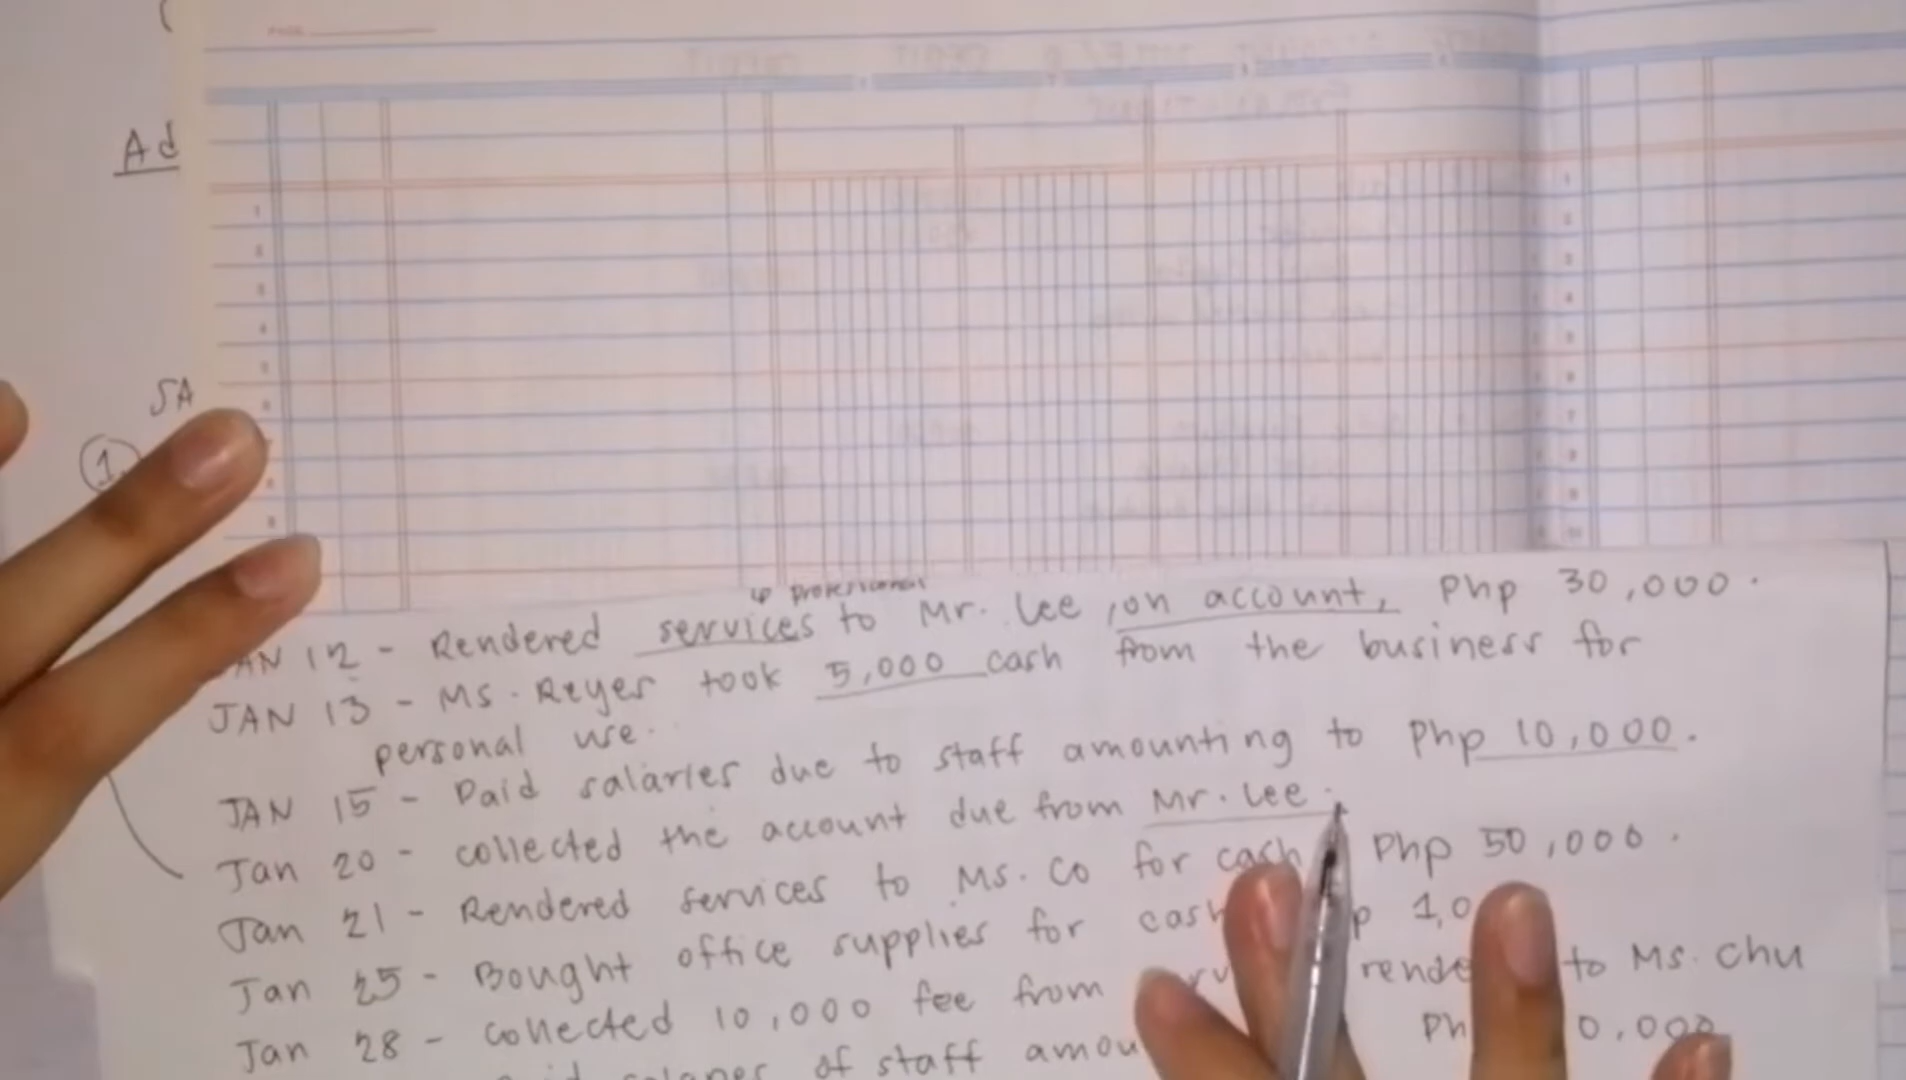 PAGE
Ad
SA
1
↳ professional
JAN 12 - Rendered services to Mr. Lee, on account, Php 30,000.
JAN 13 - Ms. Reyes took 5,000 cash from the business for
personal use.
JAN 15 - Paid salaries due to staff amounting to Php 10,000.
Jan 20 - collected the account due from Mr. Lee.
Jan 21 - Rendered services to Ms. Co for cash Php 50,000.
Jan 25 - Bought office supplies for cash 1,0
Jan 28 - collected 10,000 fee from to Ms. Chu
of staff